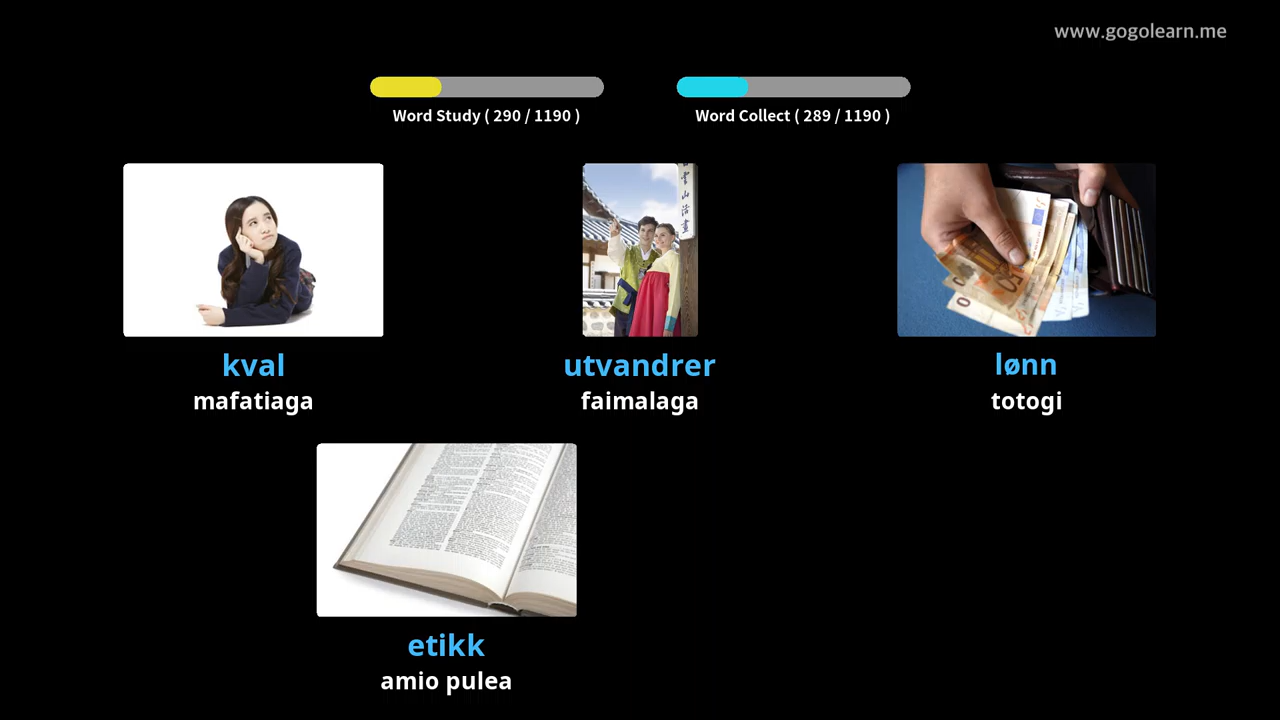 www.gogolearn.me
Word Study ( 290 / 1190 )
Word Collect ( 289 / 1190 )
kval
mafatiaga
utvandrer
faimalaga
lønn
totogi
etikk
amio pulea